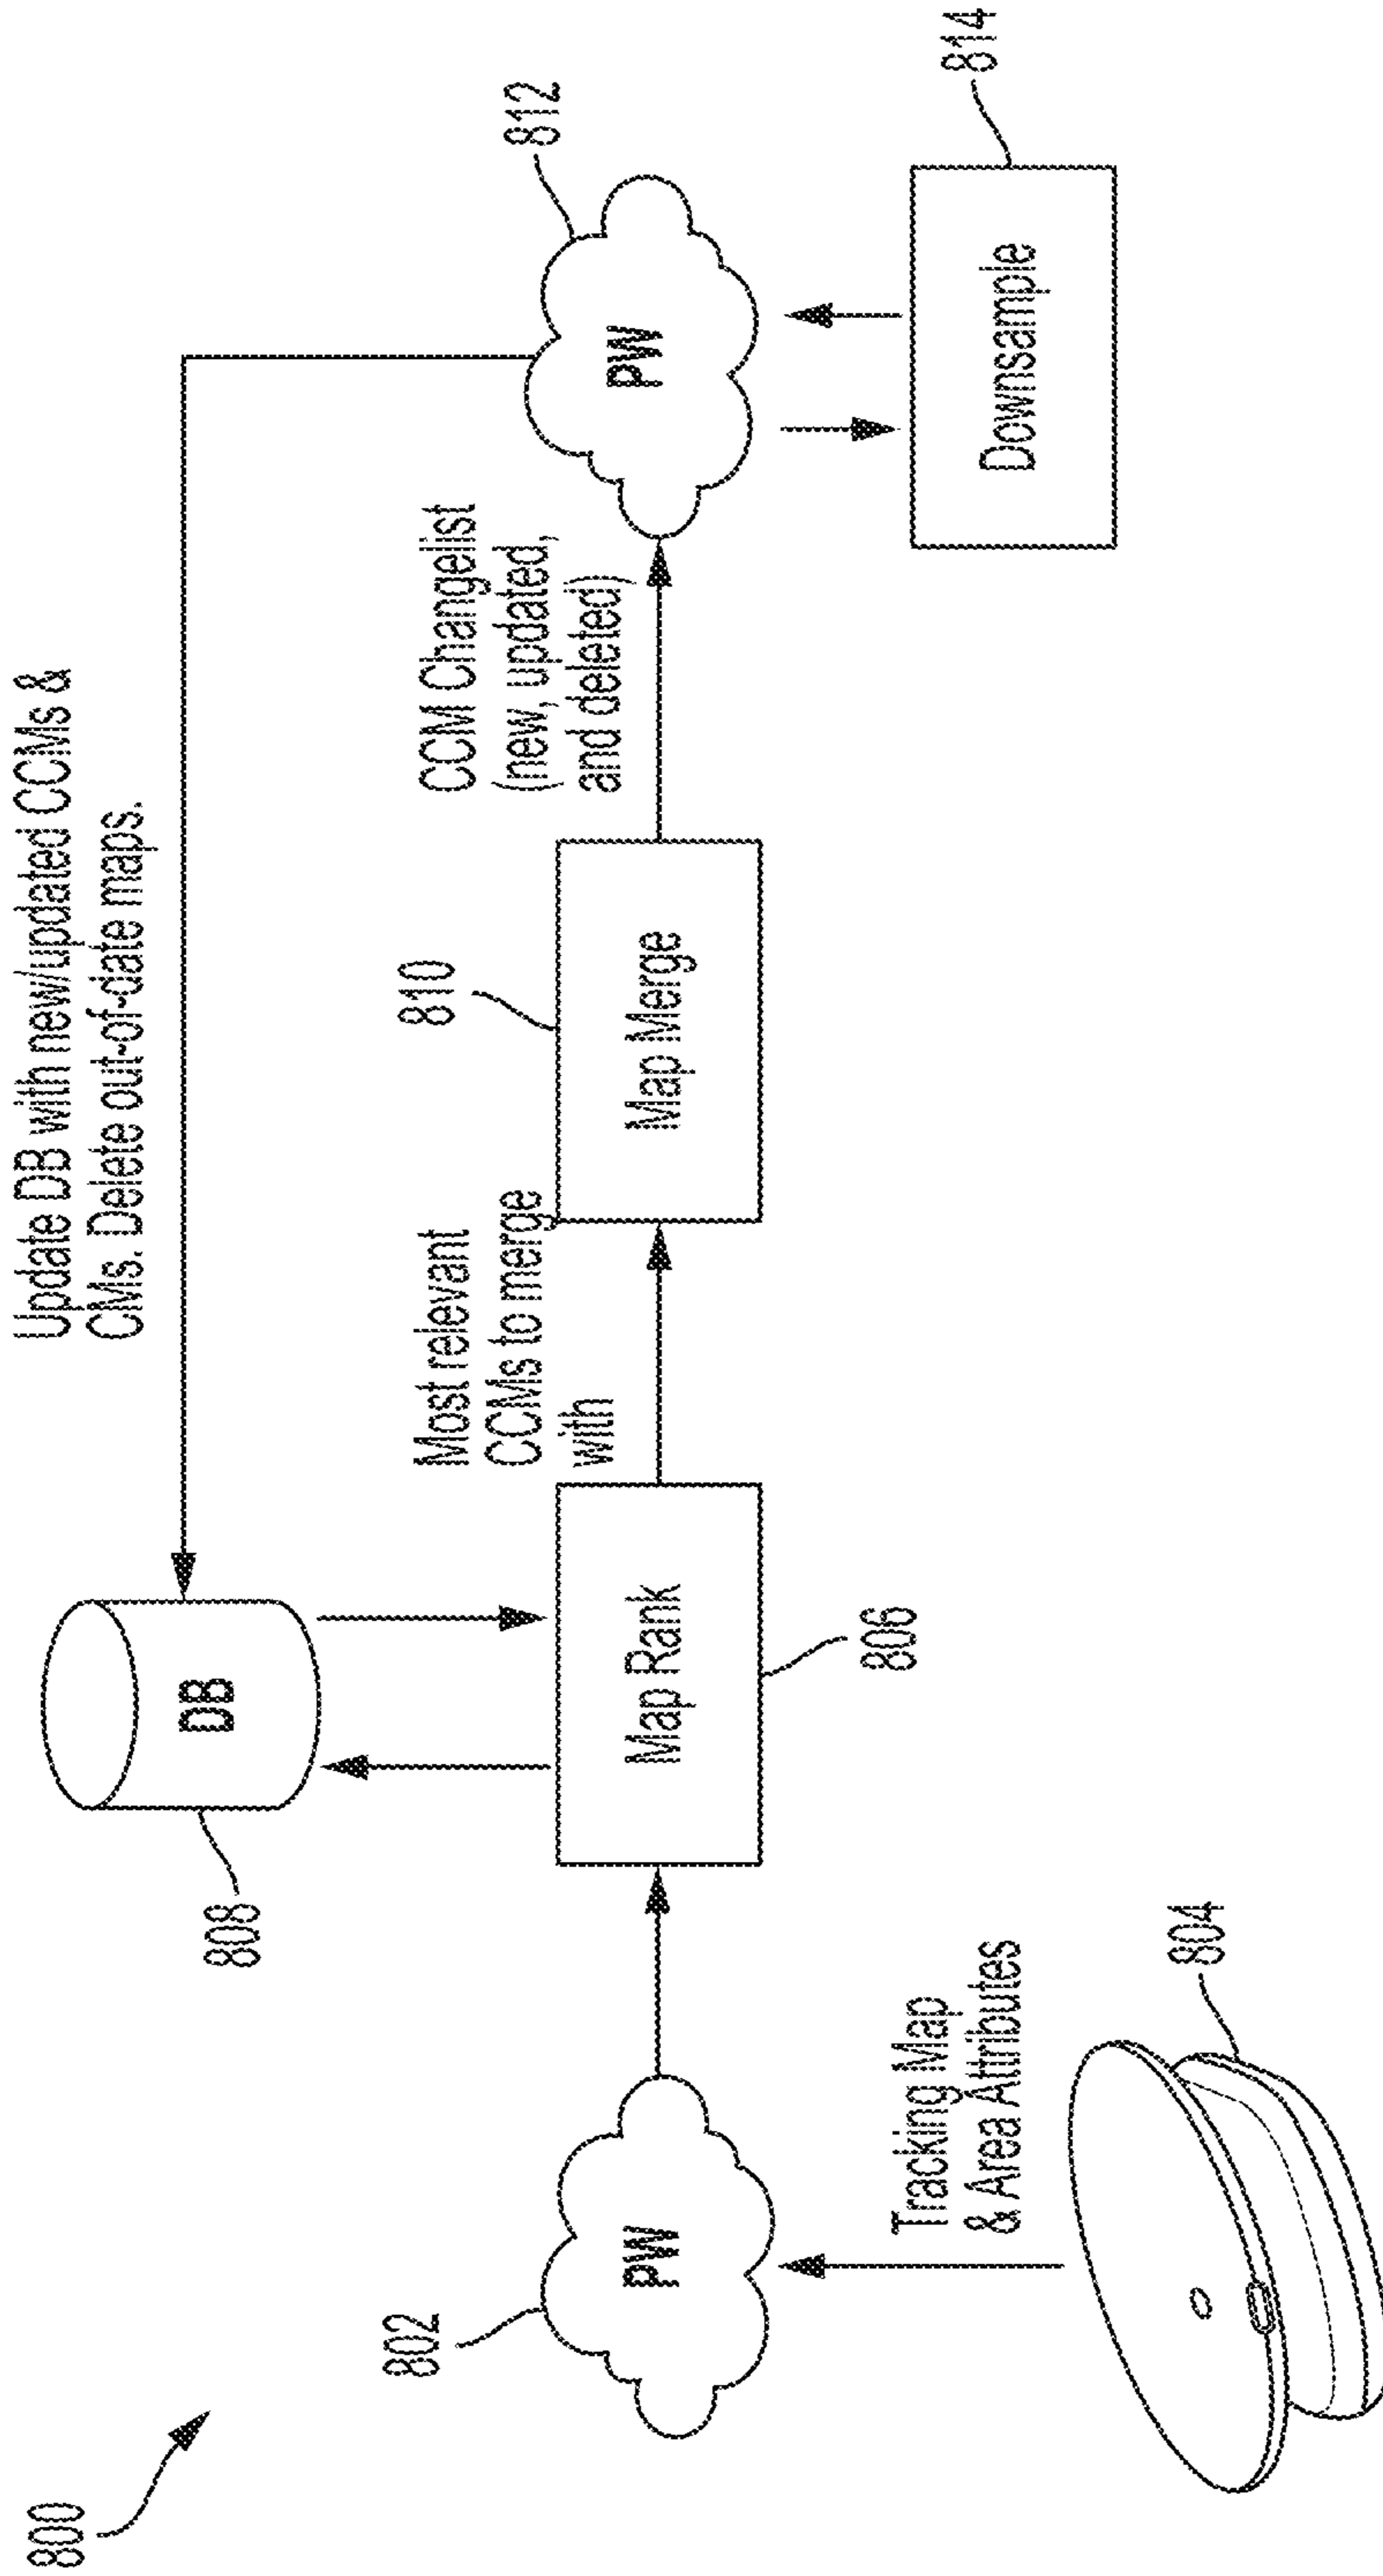 800
Update DB with new/updated CCMs &
CMs. Delete out-of-date maps.
808
DB
802
PW
Tracking Map
& Area Attributes
804
Map Rank
806
Most relevant
CCMs to merge
with
810
Map Merge
CCM Changelist
(new, updated,
and deleted)
812
PW
Downsample
814